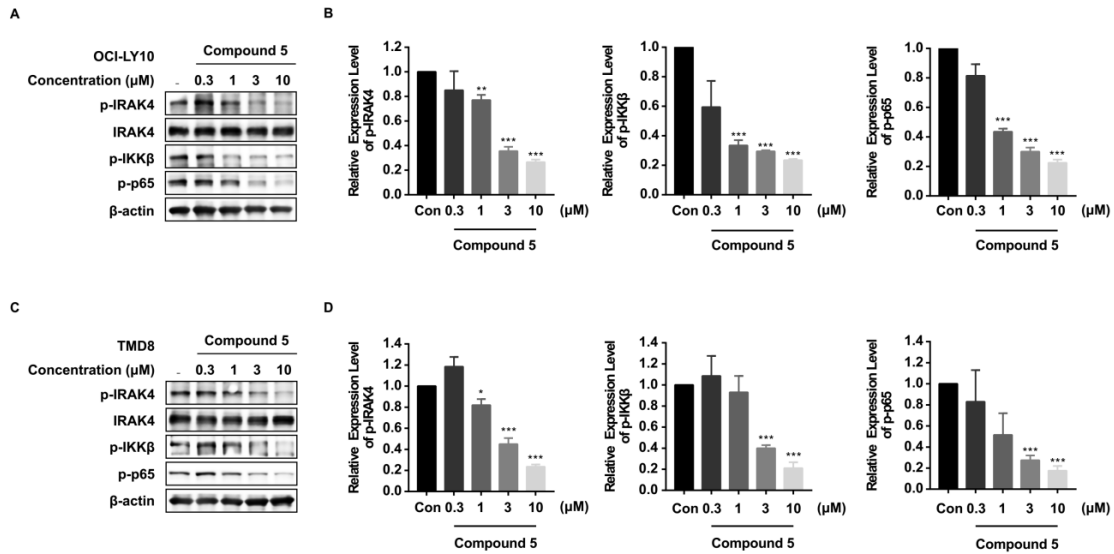 A
OCI-LY10
Compound 5
Concentration (μM)
- 0.3 1 3 10
p-IRAK4
IRAK4
p-IKKβ
p-p65
β-actin
B
Relative Expression Level
of p-IRAK4
1.2
1.0
0.8
0.6
0.4
0.2
0.0
**
***
***
Con 0.3 1 3 10 (μM)
Compound 5
Relative Expression Level
of p-IKKβ
1.0
0.8
0.6
0.4
0.2
0.0
***
***
***
Con 0.3 1 3 10 (μM)
Compound 5
Relative Expression Level
of p-p65
1.0
0.8
0.6
0.4
0.2
0.0
***
***
***
Con 0.3 1 3 10 (μM)
Compound 5
C
TMD8
Compound 5
Concentration (μM)
- 0.3 1 3 10
p-IRAK4
IRAK4
p-IKKβ
p-p65
β-actin
D
Relative Expression Level
of p-IRAK4
1.4
1.2
1.0
0.8
0.6
0.4
0.2
0.0
*
***
***
Con 0.3 1 3 10 (μM)
Compound 5
Relative Expression Level
of p-IKKβ
1.4
1.2
1.0
0.8
0.6
0.4
0.2
0.0
***
***
Con 0.3 1 3 10 (μM)
Compound 5
Relative Expression Level
of p-p65
1.4
1.2
1.0
0.8
0.6
0.4
0.2
0.0
***
***
Con 0.3 1 3 10 (μM)
Compound 5